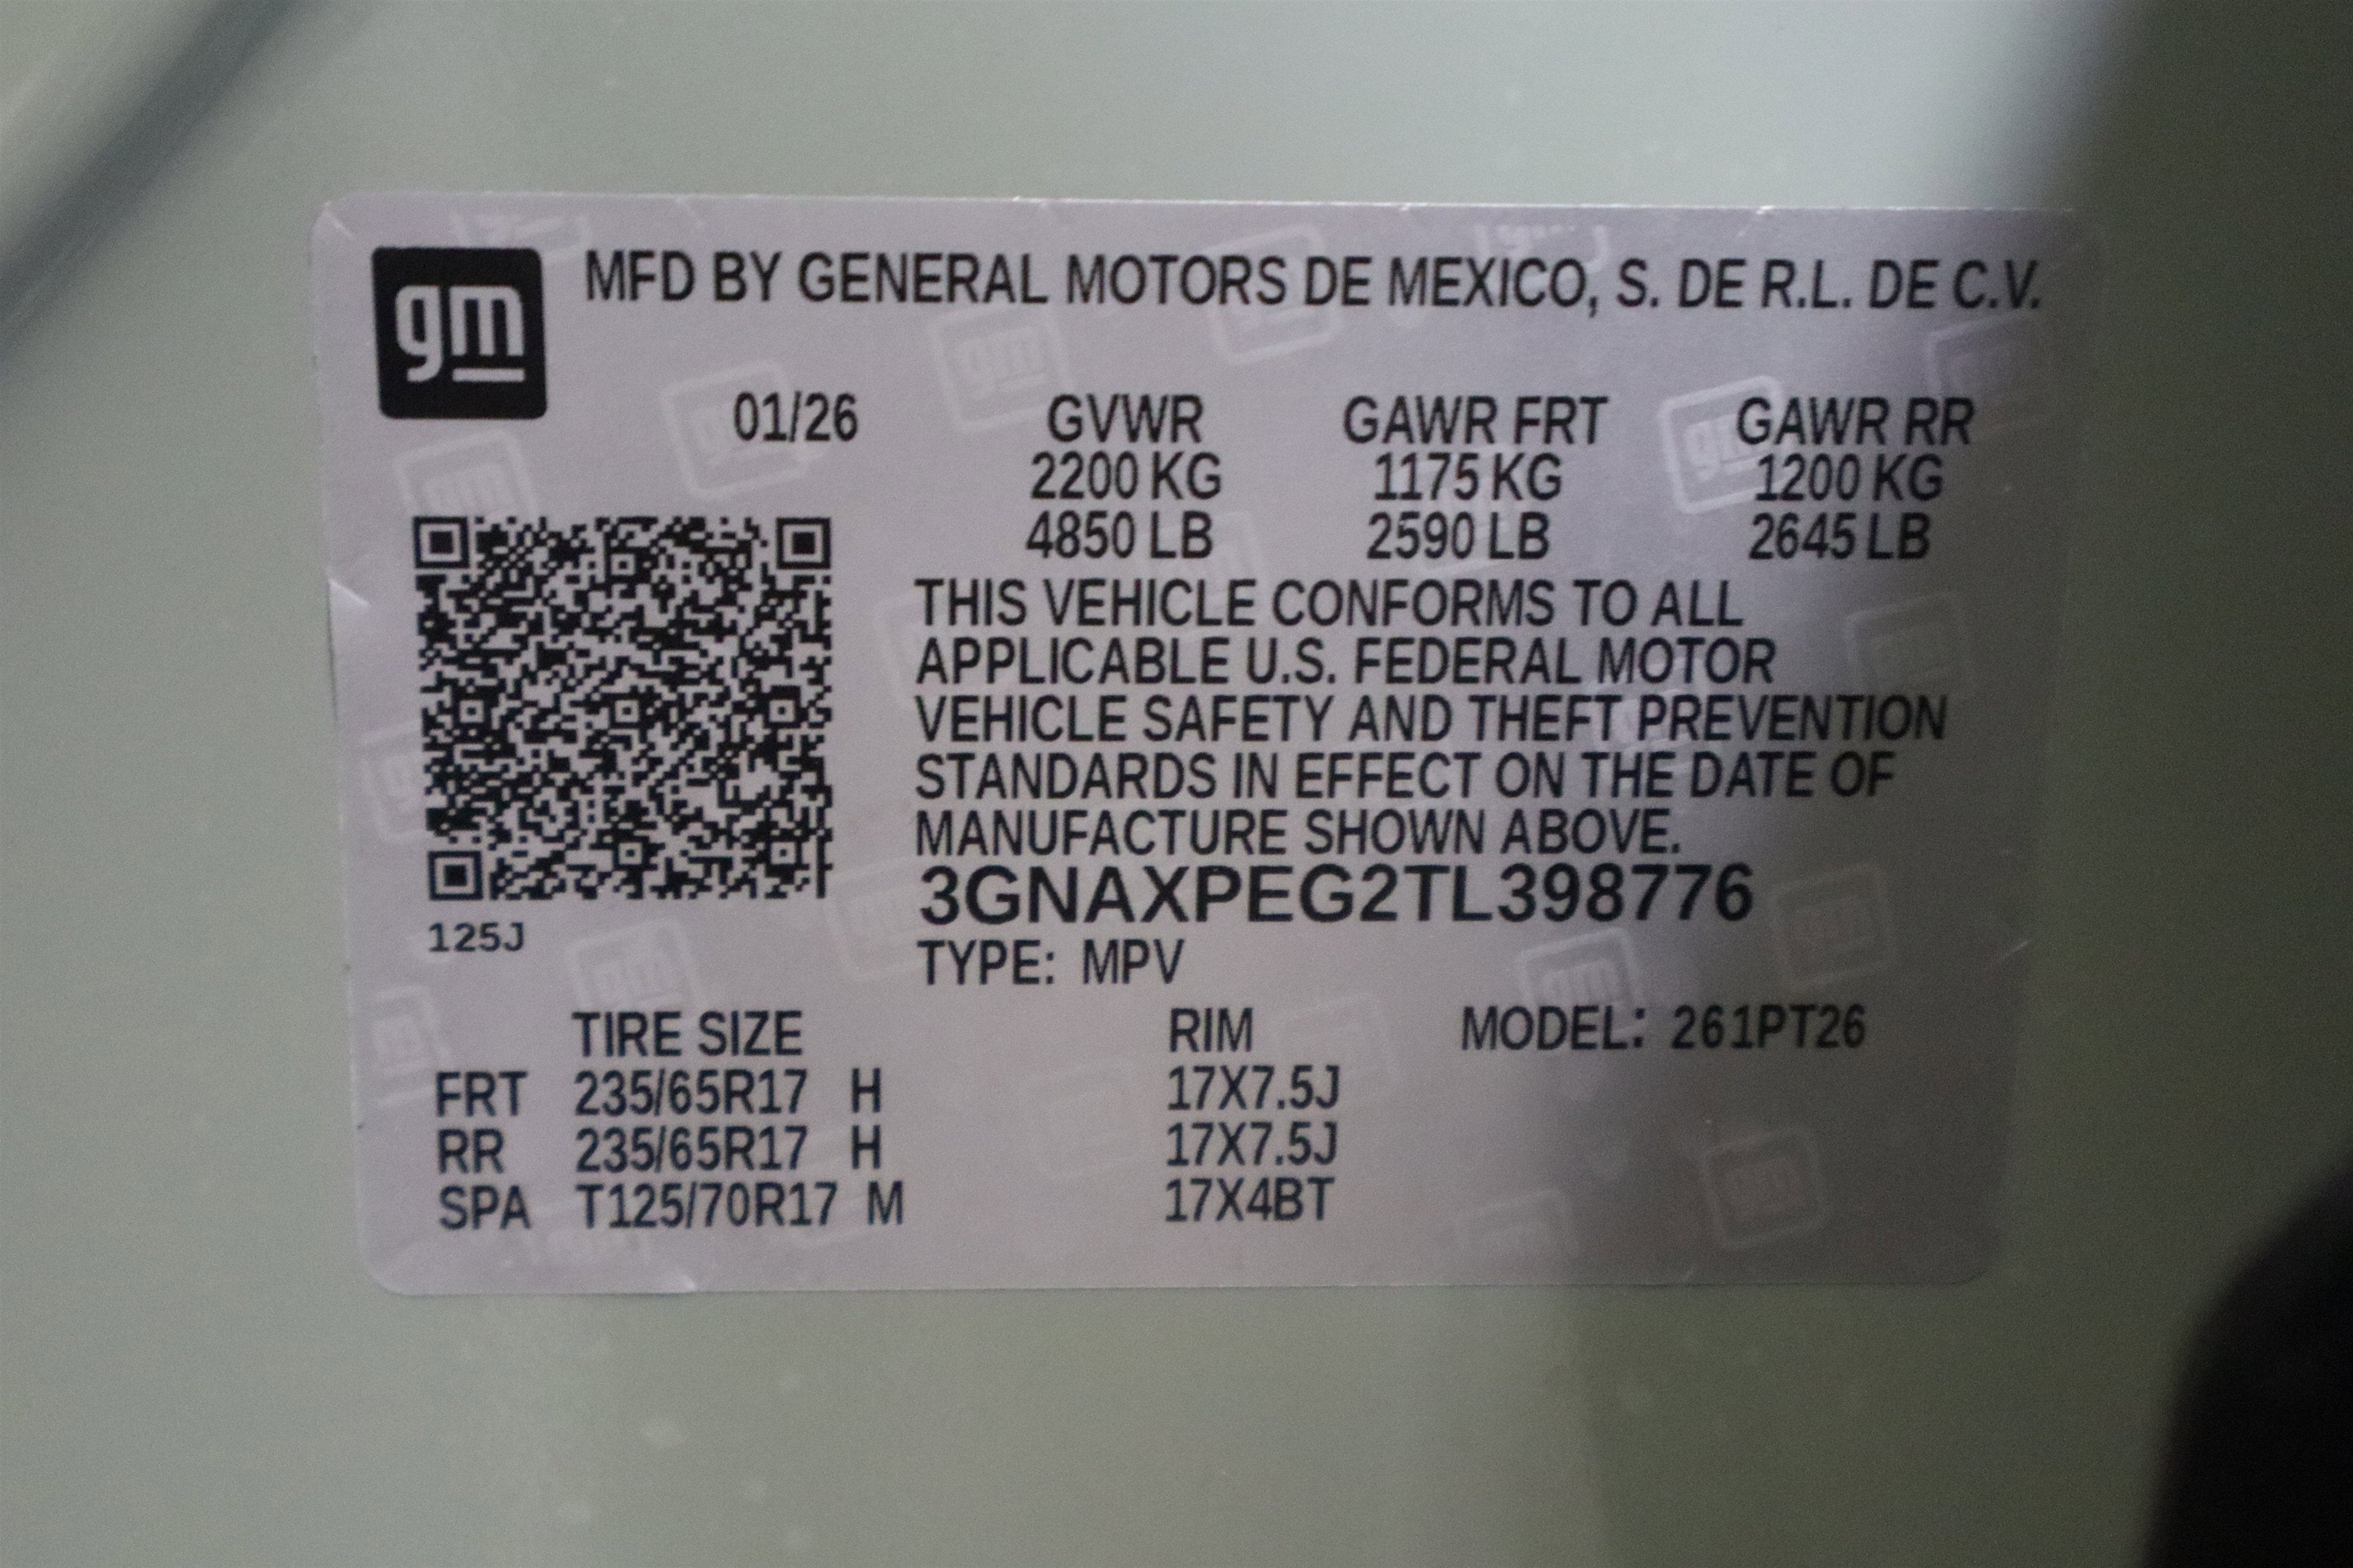 gm
MFD BY GENERAL MOTORS DE MEXICO, S. DE R.L. DE C.V.
01/26 GVWR GAWR FRT GAWR RR
2200 KG 1175 KG 1200 KG
4850 LB 2590 LB 2645 LB
THIS VEHICLE CONFORMS TO ALL
APPLICABLE U.S. FEDERAL MOTOR
VEHICLE SAFETY AND THEFT PREVENTION
STANDARDS IN EFFECT ON THE DATE OF
MANUFACTURE SHOWN ABOVE.
3GNAXPEG2TL398776
125J
TYPE: MPV
TIRE SIZE RIM MODEL: 261PT26
FRT 235/65R17 H 17X7.5J
RR 235/65R17 H 17X7.5J
SPA T125/70R17 M 17X4BT